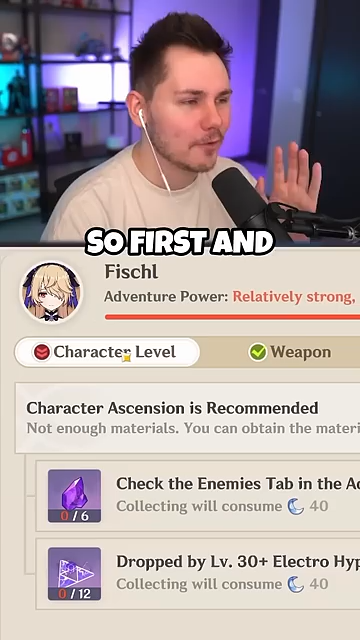 SO FIRST AND
Fischl
Adventure Power: Relatively strong,
Character Level
Weapon
Character Ascension is Recommended
Not enough materials. You can obtain the materi
Check the Enemies Tab in the Ad
0 / 6
Collecting will consume 40
Dropped by Lv. 30+ Electro Hyp
0 / 12
Collecting will consume 40